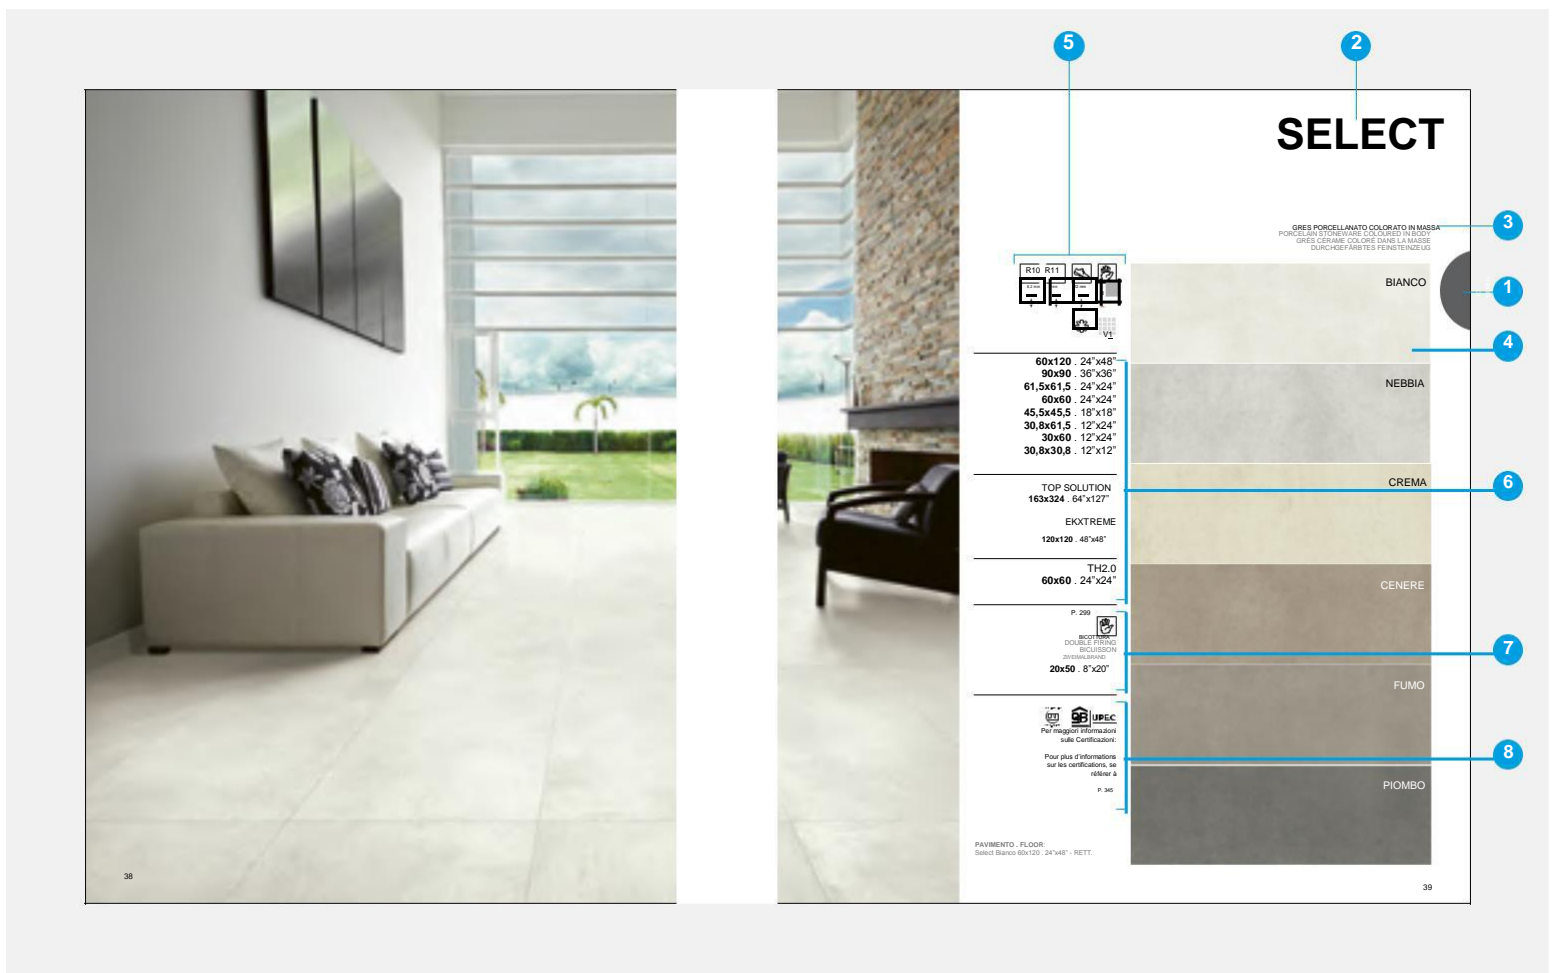 5
2
SELECT
3
GRES PORCELLANATO COLORATO IN MASSA
PORCELAIN STONEWARE COLOURED IN BODY
GRÈS CÉRAME COLORÉ DANS LA MASSE
DURCHGEFÄRBTES FEINSTEINZEUG
R10 R11
V1
BIANCO
1
4
60x120 . 24”x48”
90x90 . 36”x36”
61,5x61,5 . 24”x24”
60x60 . 24”x24”
45,5x45,5 . 18”x18”
30,8x61,5 . 12”x24”
30x60 . 12”x24”
30,8x30,8 . 12”x12”
NEBBIA
CREMA
6
TOP SOLUTION
163x324 . 64”x127”
EKXTREME
120x120 . 48”x48”
TH2.0
60x60 . 24”x24”
CENERE
P. 299
BICOTTURA
DOUBLE FIRING
BICUISSON
ZWEIMALBRAND
20x50 . 8”x20”
7
FUMO
QB UPEC
Per maggiori informazioni
sulle Certificazioni:
Pour plus d’informations
sur les certifications, se
référer à
P. 345
8
PIOMBO
PAVIMENTO . FLOOR:
Select Bianco 60x120 . 24”x48” - RETT.
38
39